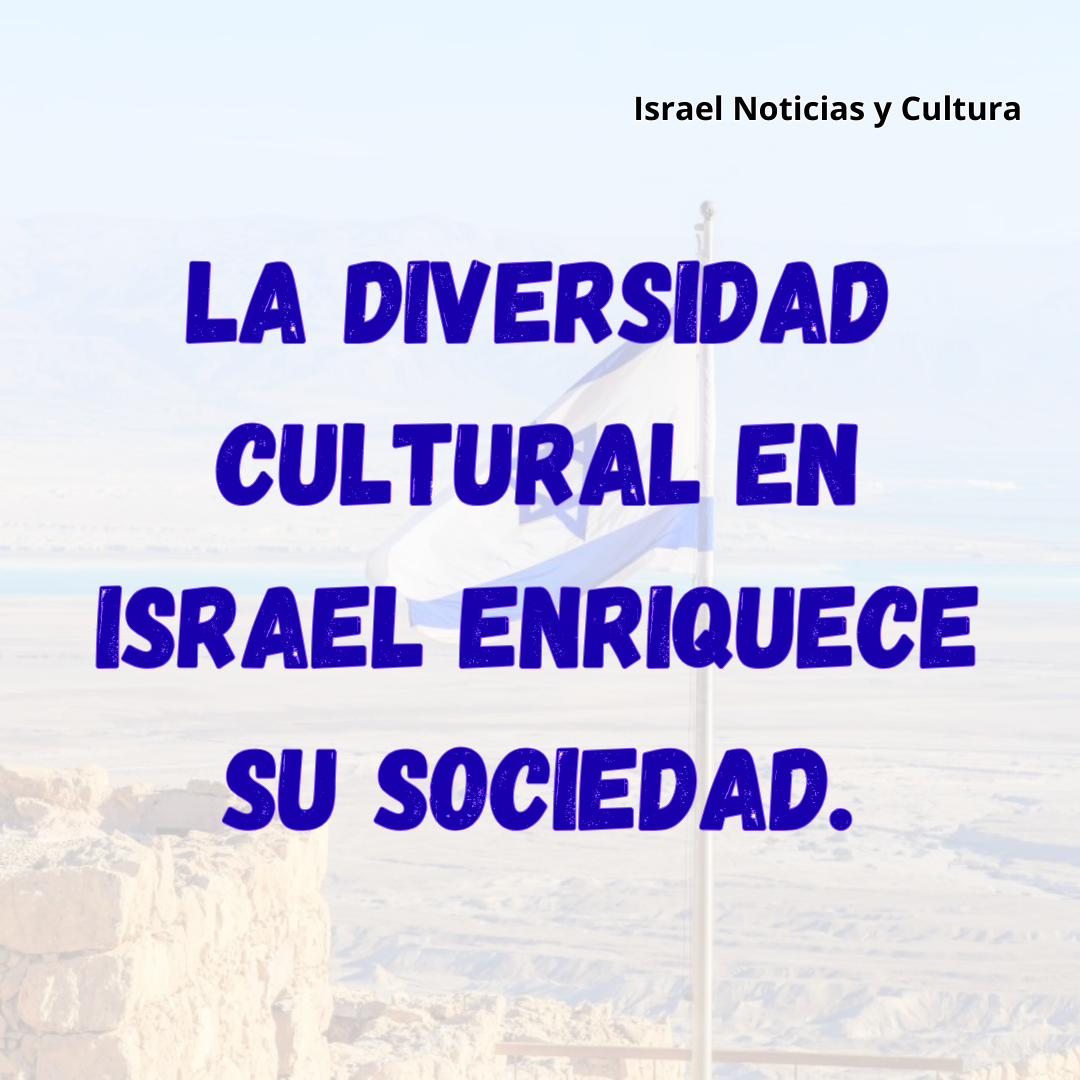 Israel Noticias y Cultura
LA DIVERSIDAD
CULTURAL EN
ISRAEL ENRIQUECE
SU SOCIEDAD.